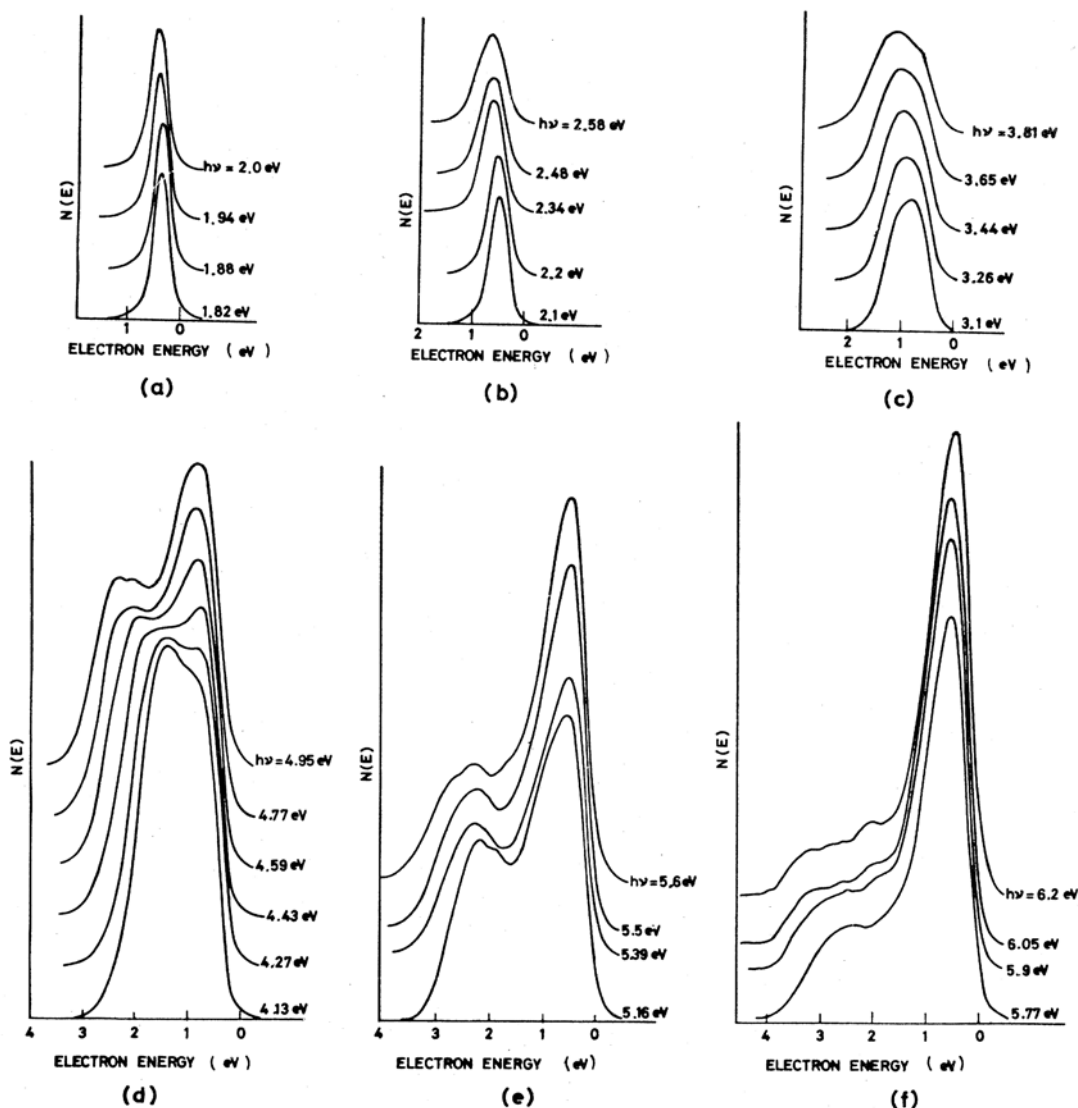 N(E)
hν = 2.0 eV
1.94 eV
1.88 eV
1.82 eV
1 0
ELECTRON ENERGY ( eV )
(a)
N(E)
hν = 2.58 eV
2.48 eV
2.34 eV
2.2 eV
2.1 eV
2 1 0
ELECTRON ENERGY ( eV )
(b)
N(E)
hν = 3.81 eV
3.65 eV
3.44 eV
3.26 eV
3.1 eV
2 1 0
ELECTRON ENERGY ( eV )
(c)
N(E)
hν=4.95 eV
4.77 eV
4.59 eV
4.43 eV
4.27 eV
4.13 eV
4 3 2 1 0
ELECTRON ENERGY ( eV )
(d)
N(E)
hν=5.6 eV
5.5 eV
5.39 eV
5.16 eV
4 3 2 1 0
ELECTRON ENERGY ( eV )
(e)
N(E)
hν=6.2 eV
6.05 eV
5.9 eV
5.77 eV
4 3 2 1 0
ELECTRON ENERGY ( eV )
(f)